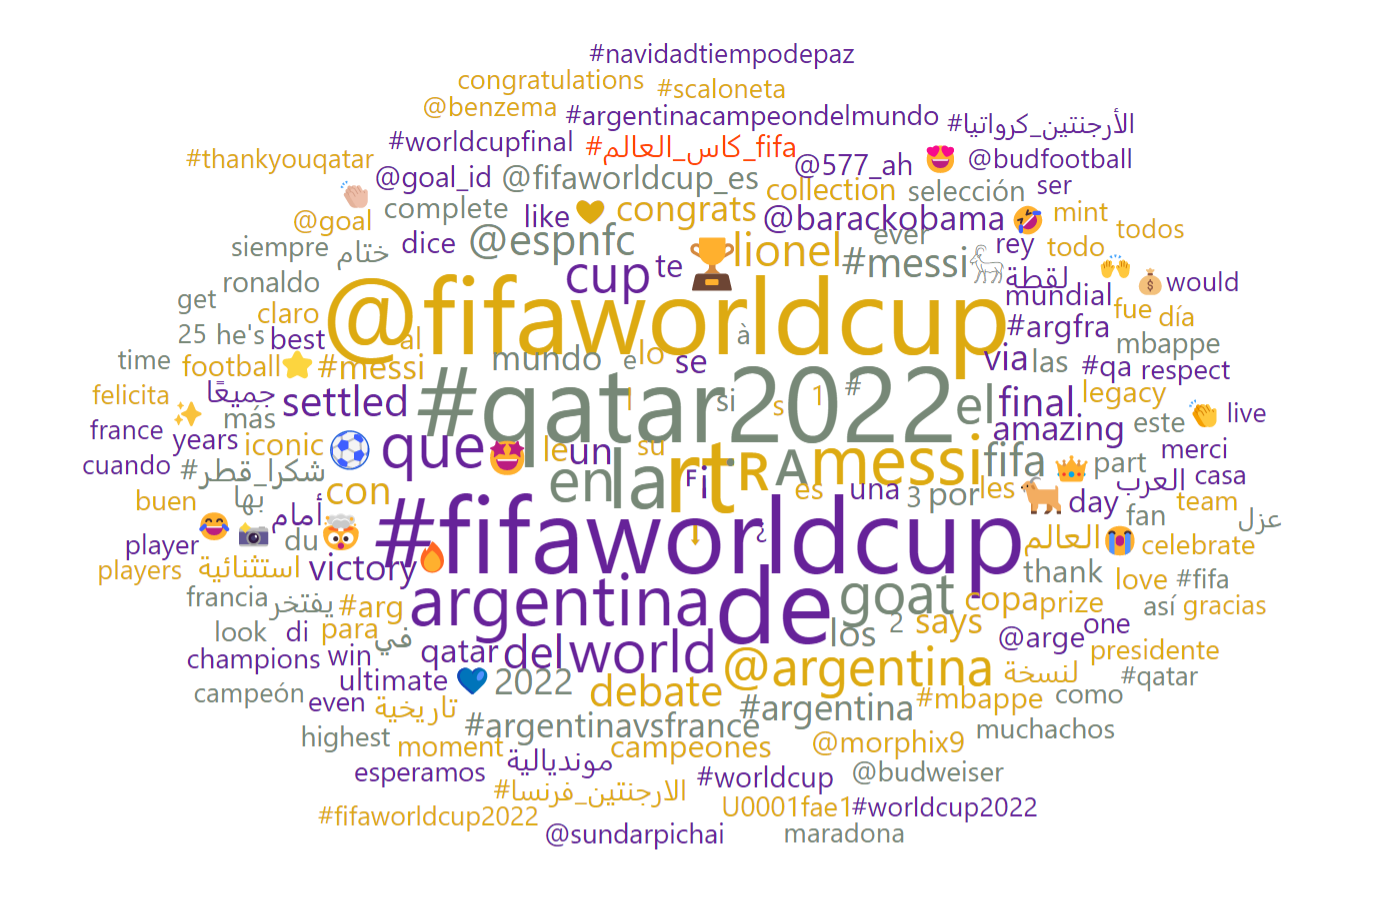 #navidadtiempodepaz
congratulations #scaloneta
@benzema #argentinacampeondelmundo #الأرجنتين_كرواتيا
#worldcupfinal #كاس_العالم_fifa
#thankyouqatar @577_ah 😍 @budfootball
👏🏻 @goal_id @fifaworldcup_es collection selección ser
@goal complete like 💛 congrats @barackobama 🤣 mint todos
siempre ختام dice @espnfc 🏆 lionel ever rey todo
ronaldo cup te #messi🐐 لقطة 🙌 💰 would
get @fifaworldcup mundial fue día
claro #argfra
25 he's best al à mbappe
time football⭐ #messi mundo e lo se via las #qa respect
felicita جميعًا settled #qatar2022 l si s 1 # el final. legacy
✨ más amazing este 👏 live
france years iconic ⚽ que 🤩 le un su merci
cuando #شكرا_قطر en la rt R A messi fifa 👑 part العرب casa
buen بها con Fi es una 3 por les 🐐 day team
😂 📷 أمام fan عزل
player du 🤯 #fifaworldcup ⬇ ? العالم 😭 celebrate
players استثنائية victory 🔥 thank love #fifa
francia يفتخر #arg argentina de goat copa prize así gracias
look di para في los 2 says @arge one
champions win qatar del world @argentina لنسخة presidente
ultimate 💙 2022 #qatar
campeón even تاريخية debate #argentina #mbappe como
highest #argentinavsfrance muchachos
moment campeones @morphix9
esperamos مونديالية #worldcup @budweiser
#الارجنتين_فرنسا
#fifaworldcup2022 U0001fae1 #worldcup2022
@sundarpichai maradona